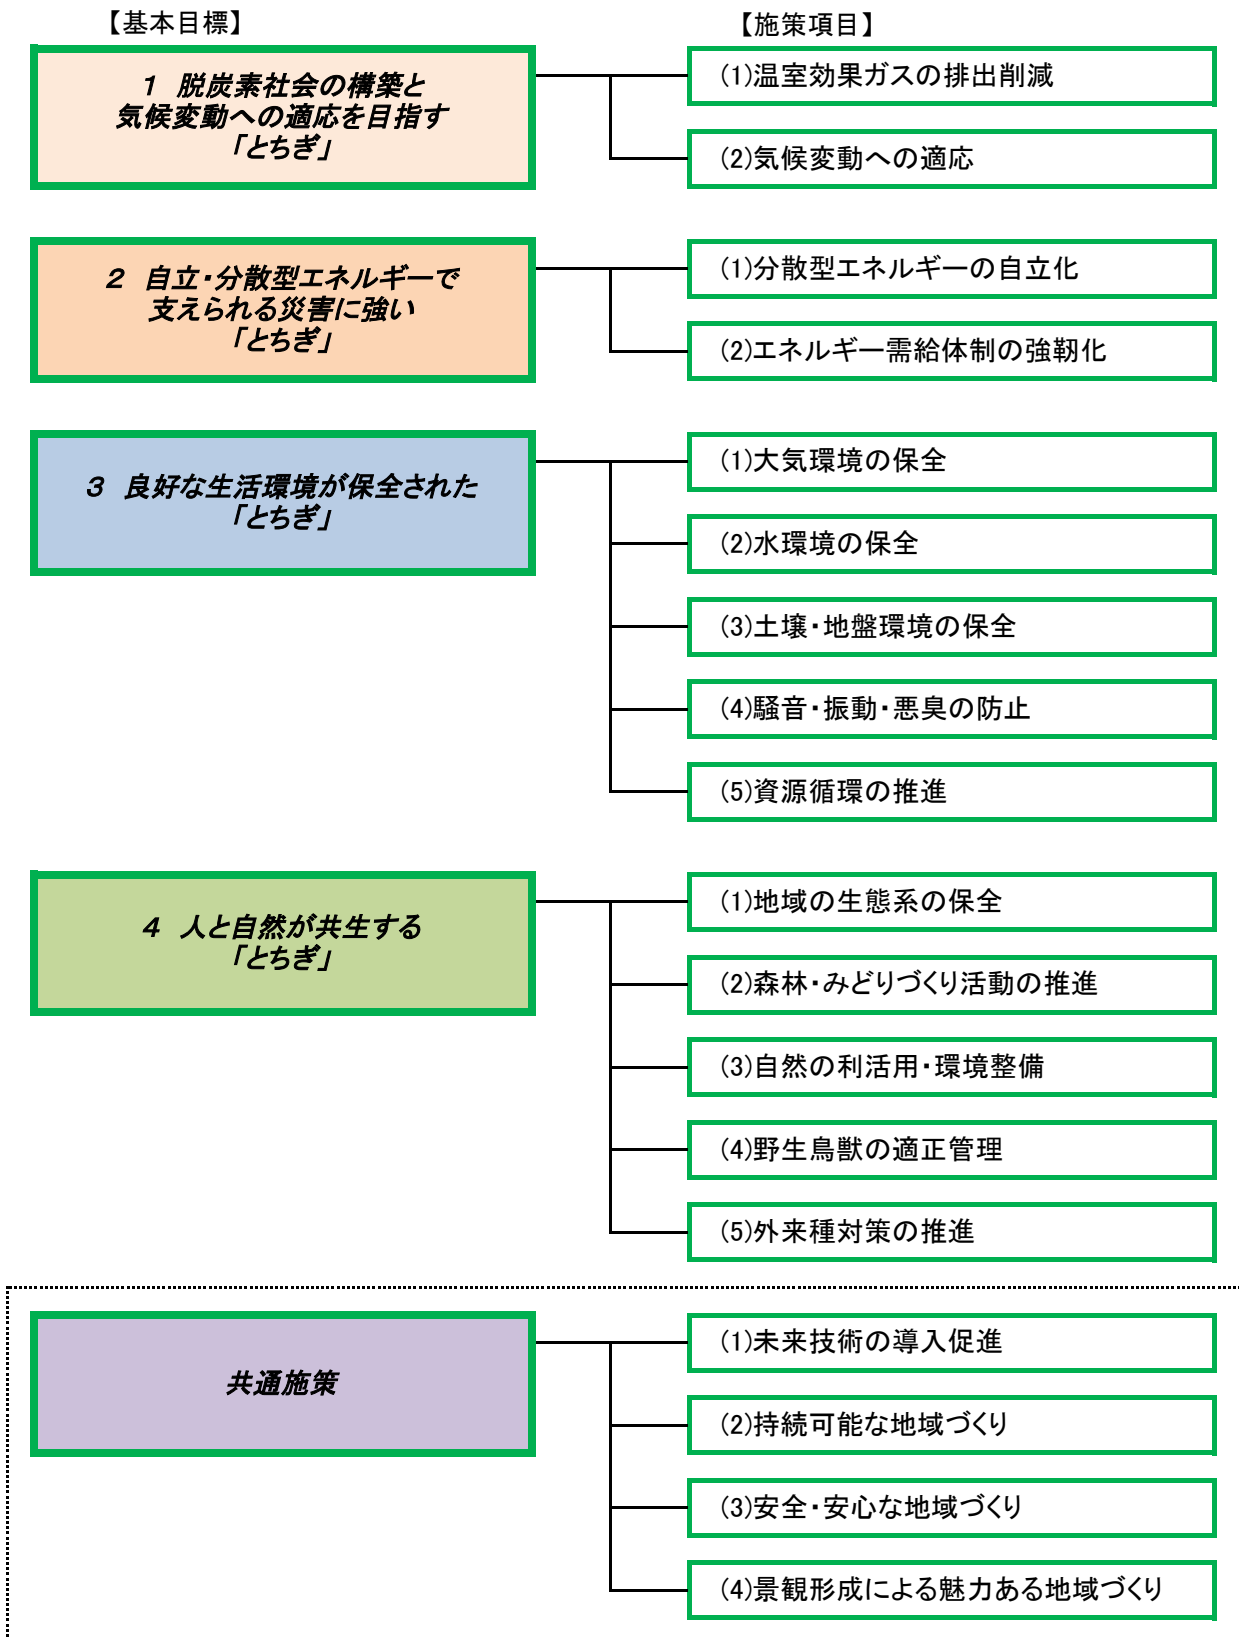 【基本目標】
【施策項目】
1　脱炭素社会の構築と
気候変動への適応を目指す
「とちぎ」
(1)温室効果ガスの排出削減
(2)気候変動への適応
2　自立・分散型エネルギーで
支えられる災害に強い
「とちぎ」
(1)分散型エネルギーの自立化
(2)エネルギー需給体制の強靭化
3　良好な生活環境が保全された
「とちぎ」
(1)大気環境の保全
(2)水環境の保全
(3)土壌・地盤環境の保全
(4)騒音・振動・悪臭の防止
(5)資源循環の推進
4　人と自然が共生する
「とちぎ」
(1)地域の生態系の保全
(2)森林・みどりづくり活動の推進
(3)自然の利活用・環境整備
(4)野生鳥獣の適正管理
(5)外来種対策の推進
共通施策
(1)未来技術の導入促進
(2)持続可能な地域づくり
(3)安全・安心な地域づくり
(4)景観形成による魅力ある地域づくり